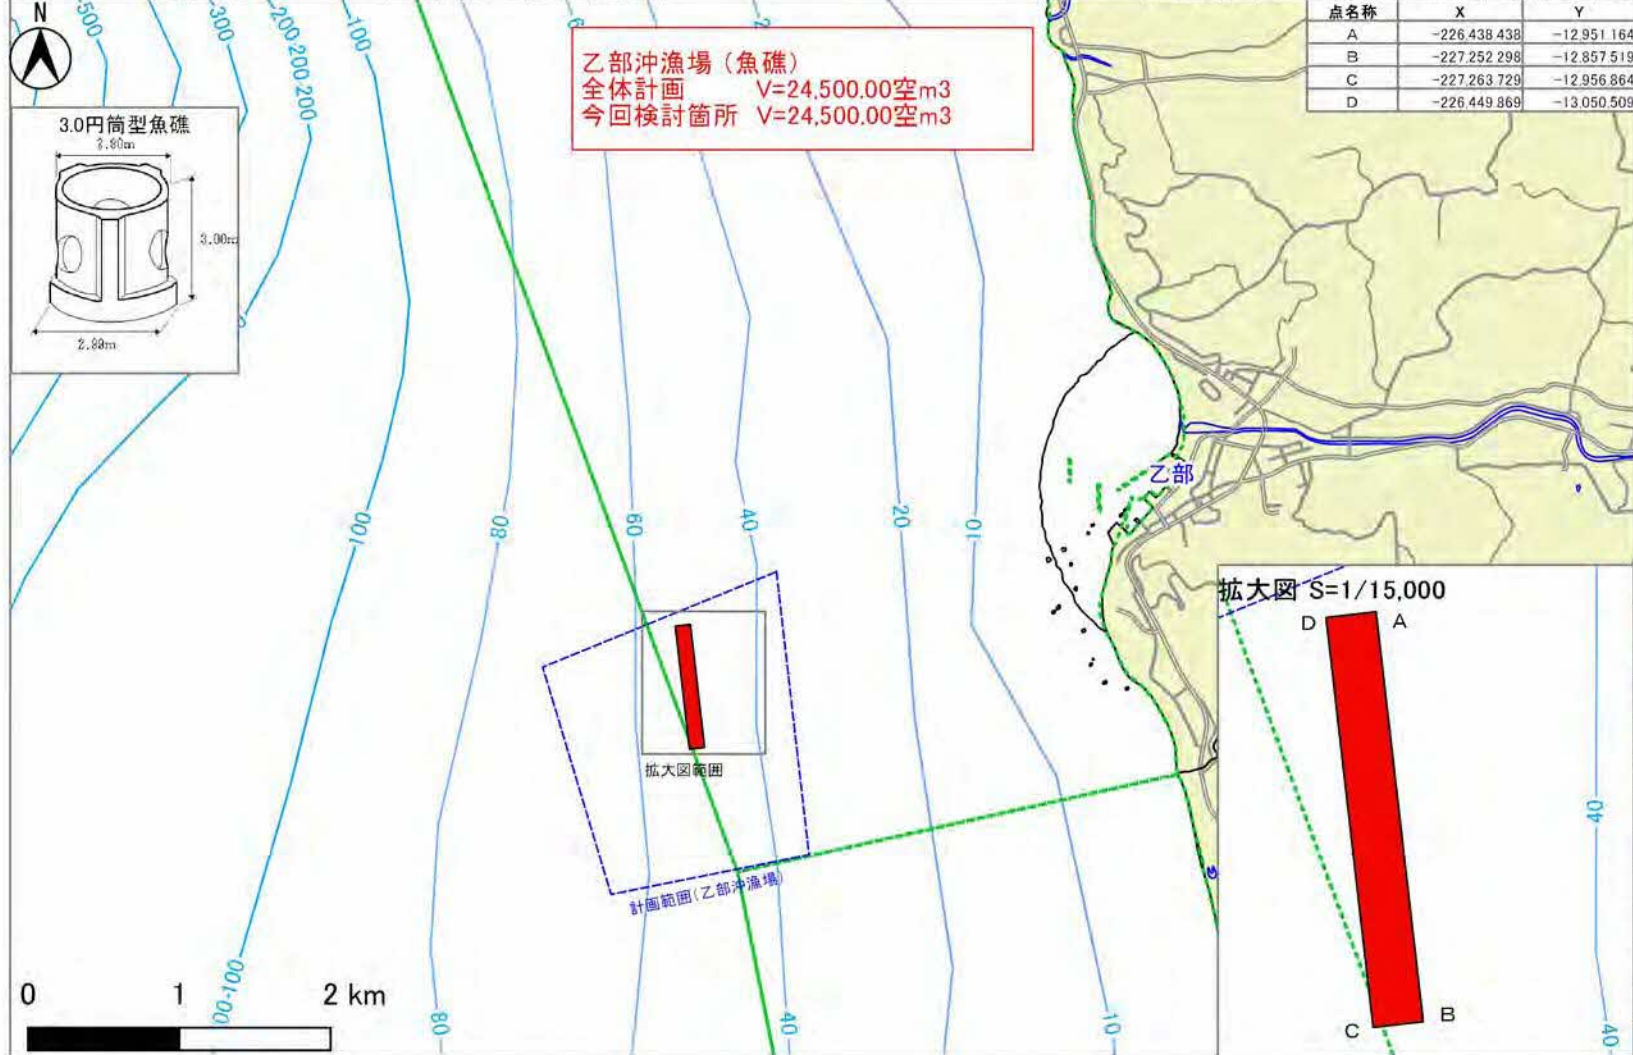 N
-500
-300
-200
-200
-200
-100
3.0円筒型魚礁
3.00m
2.99m
乙部沖漁場（魚礁）
全体計画 V=24,500.00空m3
今回検討箇所 V=24,500.00空m3
点名称 X Y
A -226,438.438 -12,951.164
B -227,252.298 -12,857.519
C -227,263.729 -12,956.864
D -226,449.869 -13,050.509
100
80
60
40
20
10
乙部
拡大図範囲
計画範囲(乙部沖漁場)
拡大図 S=1/15,000
D A
C B
40
40
0 1 2 km
-100
80
40
10